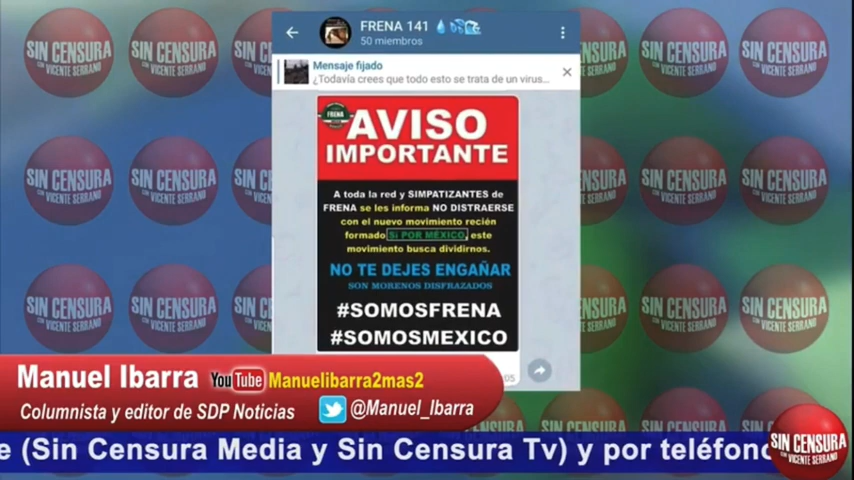 FRENA 141
50 miembros
Mensaje fijado
¿Todavía crees que todo esto se trata de un virus...
FRENA
AVISO
IMPORTANTE
A toda la red y SIMPATIZANTES de
FRENA se les informa NO DISTRAERSE
con el nuevo movimiento recién
formado Sí POR MÉXICO, este
movimiento busca dividirnos.
NO TE DEJES ENGAÑAR
SON MORENOS DISFRAZADOS
#SOMOSFRENA
#SOMOSMEXICO
Manuel Ibarra YouTube Manuelibarra2mas2
Columnista y editor de SDP Noticias @Manuel_Ibarra
e (Sin Censura Media y Sin Censura Tv) y por teléfono
SIN CENSURA
CON VICENTE SERRANO